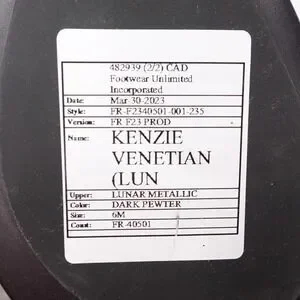 482939 (2/2) CAD
Footwear Unlimited
Incorporated
Date: Mar-30-2023
Style: FR-F2340501-001-235
Version: FR F23 PROD
Name: KENZIE
VENETIAN
(LUN
Upper: LUNAR METALLIC
Color: DARK PEWTER
Size: 6M
Const: FR-40501